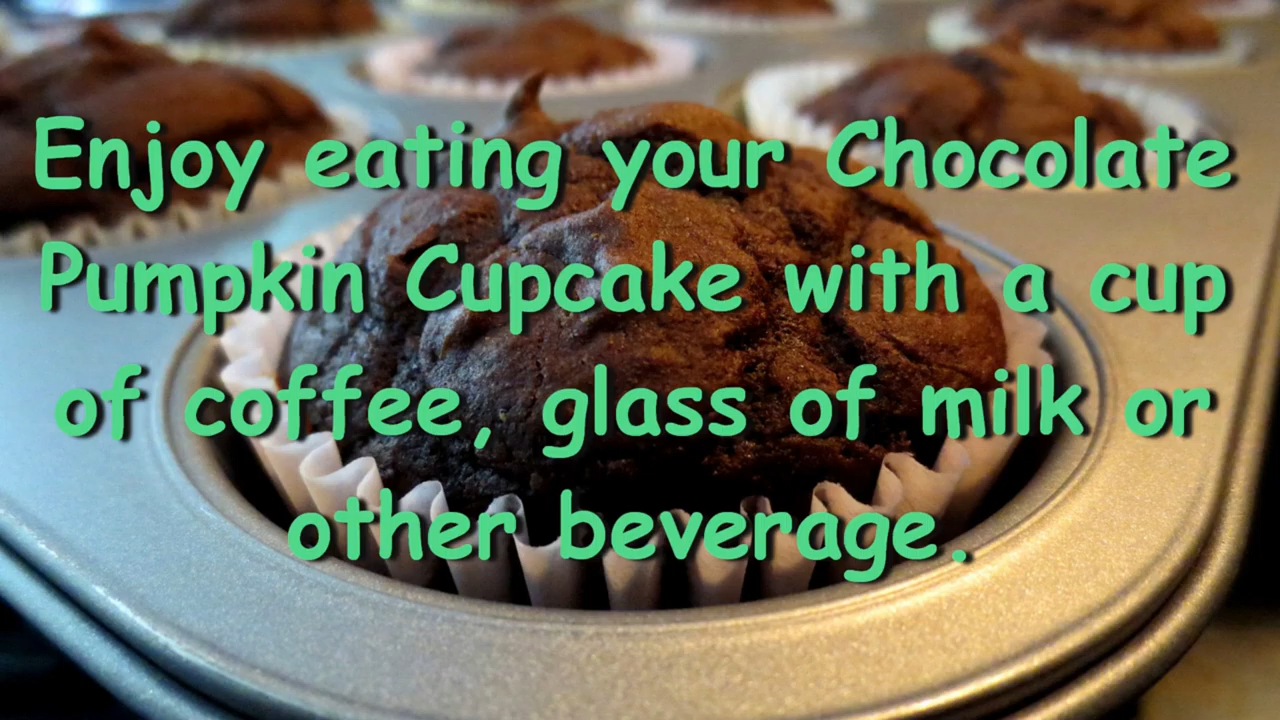 Enjoy eating your Chocolate
Pumpkin Cupcake with a cup
of coffee, glass of milk or
other beverage.